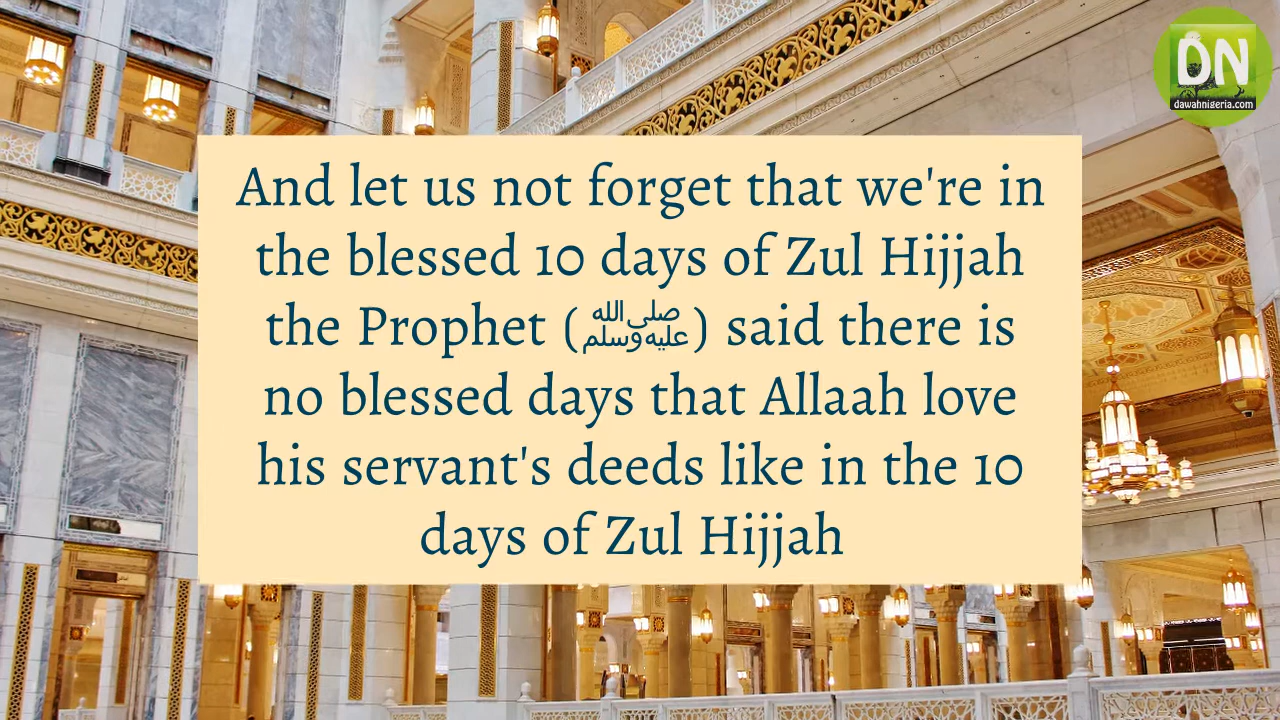 DN
dawahnigeria.com
And let us not forget that we're in
the blessed 10 days of Zul Hijjah
the Prophet (ﷺ) said there is
no blessed days that Allaah love
his servant's deeds like in the 10
days of Zul Hijjah